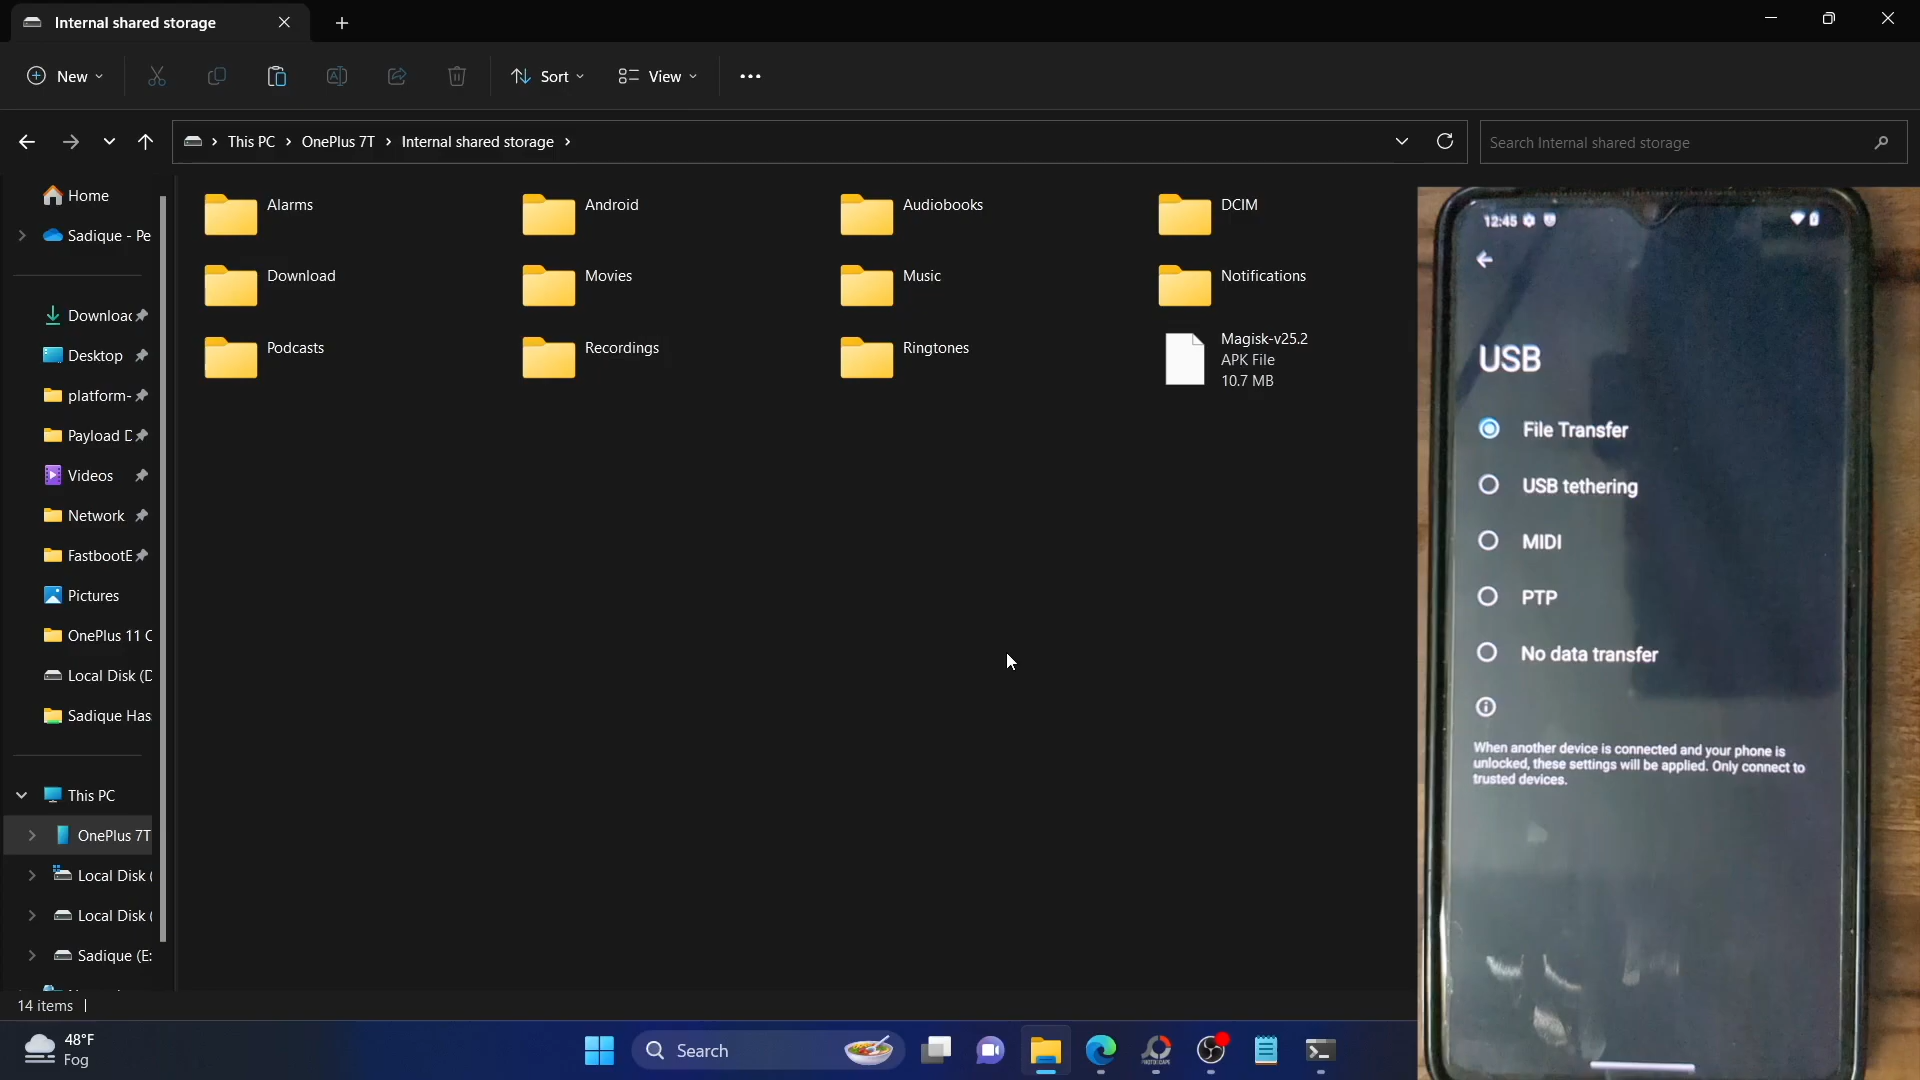 Internal shared storage
New
Sort
View
This PC
OnePlus 7T
Internal shared storage
Search Internal shared storage
Home
Sadique - Pe
Downloac
Desktop
platform-
Payload D
Videos
Network
FastbootE
Pictures
OnePlus 11 C
Local Disk (D
Sadique Has
This PC
OnePlus 7T
Local Disk (
Local Disk (
Sadique (E:
Alarms
Android
Audiobooks
DCIM
Download
Movies
Music
Notifications
Podcasts
Recordings
Ringtones
Magisk-v25.2
APK File
10.7 MB
12:45
USB
File Transfer
USB tethering
MIDI
PTP
No data transfer
When another device is connected and your phone is
unlocked, these settings will be applied. Only connect to
trusted devices.
14 items
48°F
Fog
Search